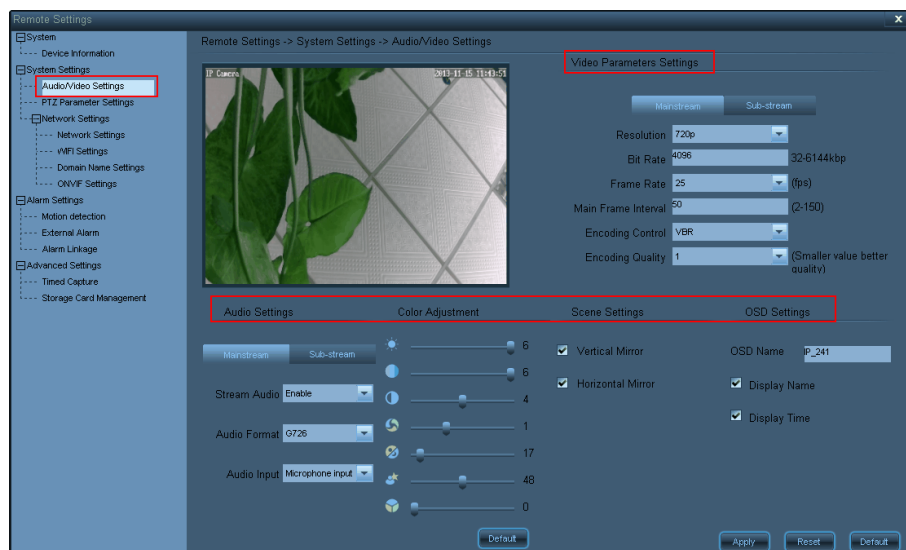 Remote Settings
x
System
Device Information
System Settings
Audio/Video Settings
PTZ Parameter Settings
Network Settings
Network Settings
WIFI Settings
Domain Name Settings
ONVIF Settings
Alarm Settings
Motion detection
External Alarm
Alarm Linkage
Advanced Settings
Timed Capture
Storage Card Management
Remote Settings -> System Settings -> Audio/Video Settings
IP Camera 2013-11-15 11:43:51
Video Parameters Settings
Mainstream Sub-stream
Resolution 720p
Bit Rate 4096 32-6144kbp
Frame Rate 25 (fps)
Main Frame Interval 50 (2-150)
Encoding Control VBR
Encoding Quality 1 (Smaller value better
quality)
Audio Settings Color Adjustment Scene Settings OSD Settings
Mainstream Sub-stream
Stream Audio Enable
Audio Format G726
Audio Input Microphone input
6
6
4
1
17
48
0
Default
Vertical Mirror
Horizontal Mirror
OSD Name IP_241
Display Name
Display Time
Apply Reset Default